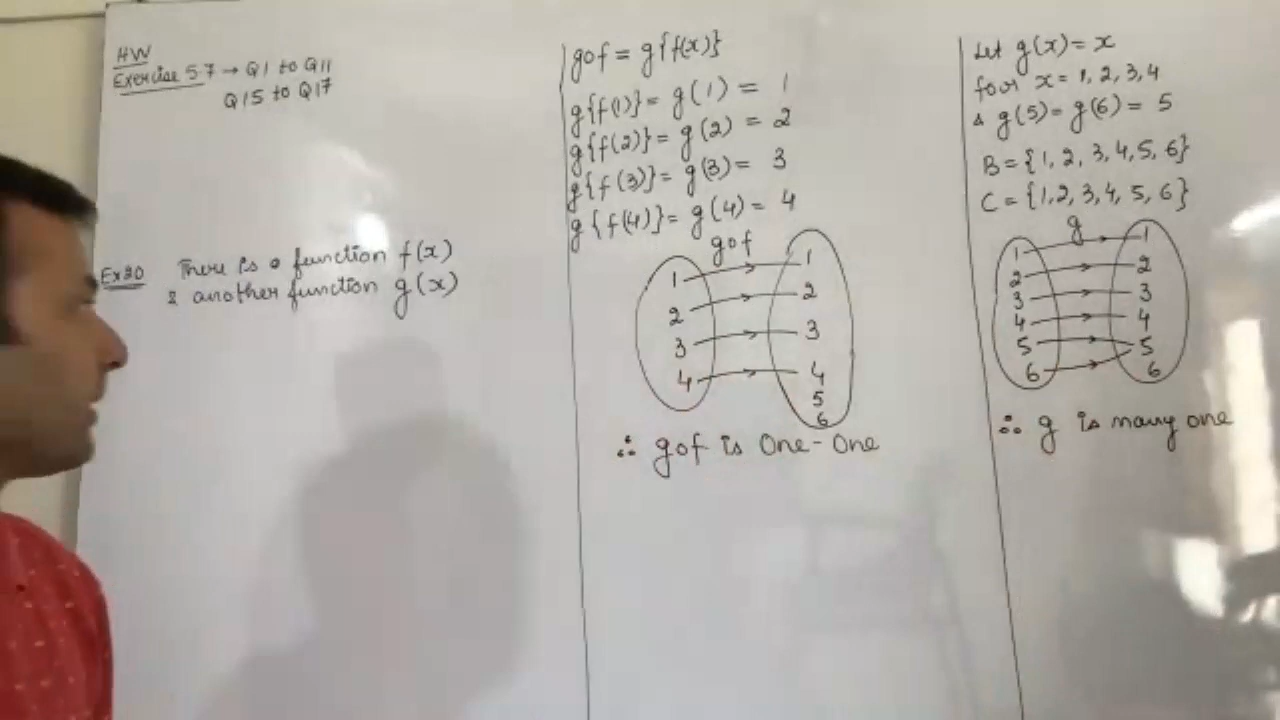 HW
Exercise 5.7 → Q1 to Q11
Q15 to Q17
Ex 20 There is a function f(x)
& another function g(x)
gof = g{f(x)}
g{f(1)} = g(1) = 1
g{f(2)} = g(2) = 2
g{f(3)} = g(3) = 3
g{f(4)} = g(4) = 4
gof
1 1
2 2
3 3
4 4
5
6
∴ gof is One-One
Let g(x) = x
for x = 1, 2, 3, 4
& g(5) = g(6) = 5
B = {1, 2, 3, 4, 5, 6}
C = {1, 2, 3, 4, 5, 6}
g
1 1
2 2
3 3
4 4
5 5
6 6
∴ g is many one